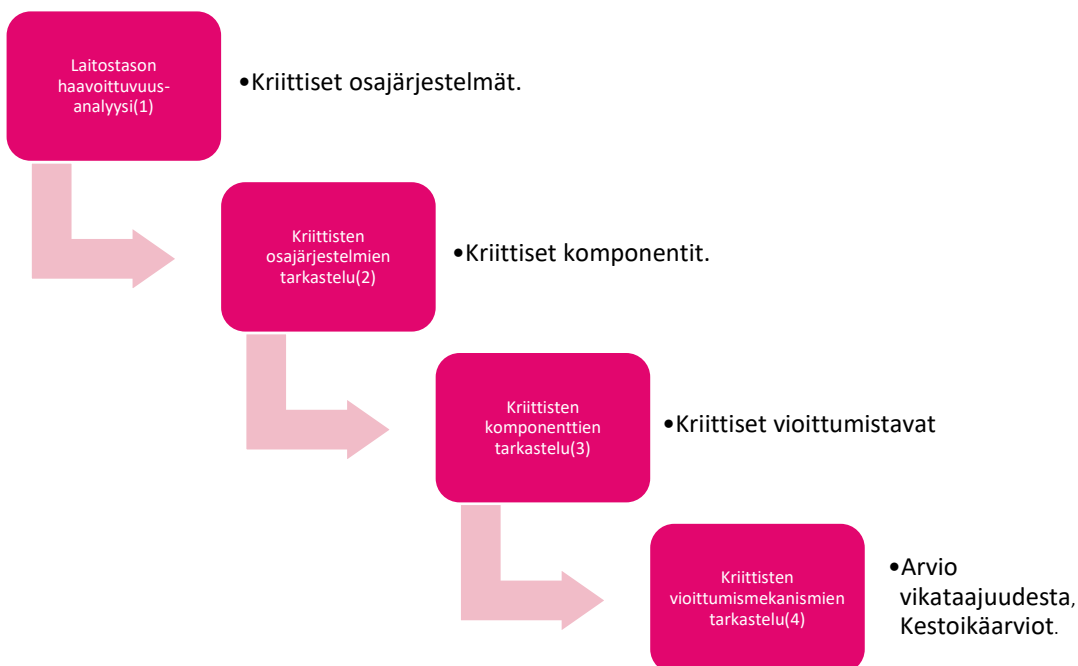 Laitostason
haavoittuvuus-
analyysi(1)
•Kriittiset osajärjestelmät.
Kriittisten
osajärjestelmien
tarkastelu(2)
•Kriittiset komponentit.
Kriittisten
komponenttien
tarkastelu(3)
•Kriittiset vioittumistavat
Kriittisten
vioittumismekanismien
tarkastelu(4)
•Arvio
vikataajuudesta,
Kestoikäarviot.